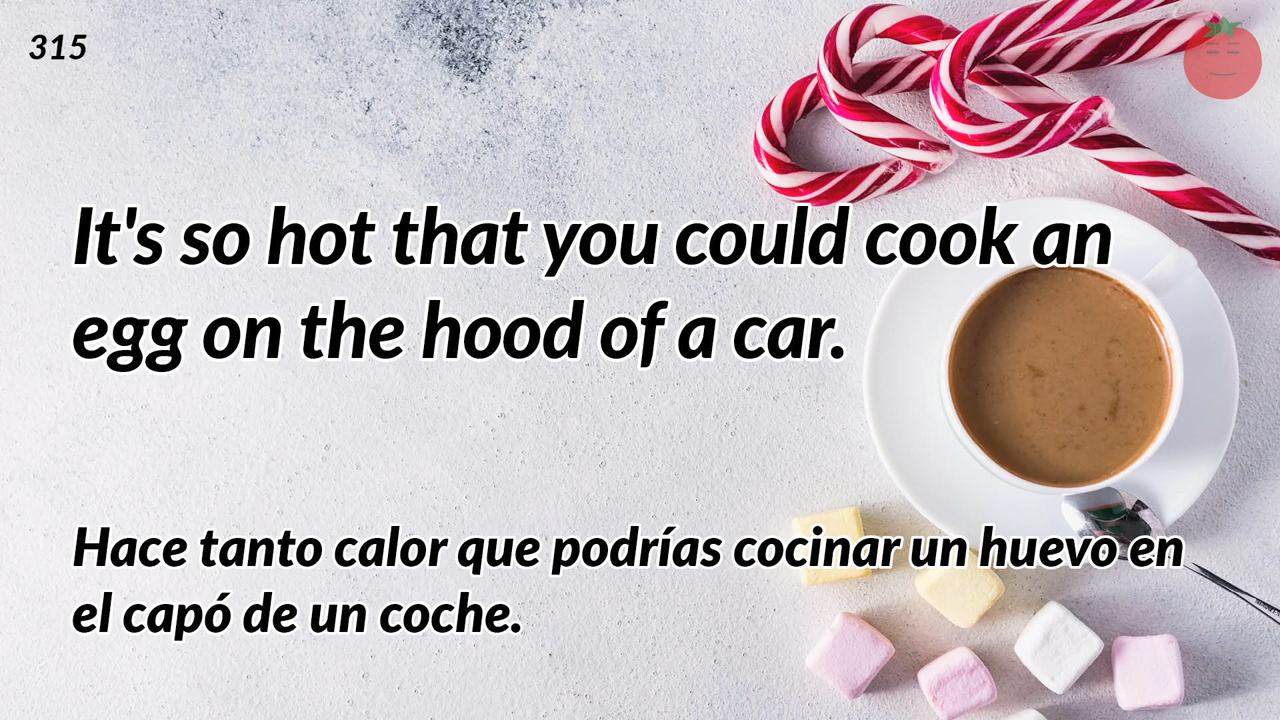 315
It's so hot that you could cook an
egg on the hood of a car.
Hace tanto calor que podrías cocinar un huevo en
el capó de un coche.